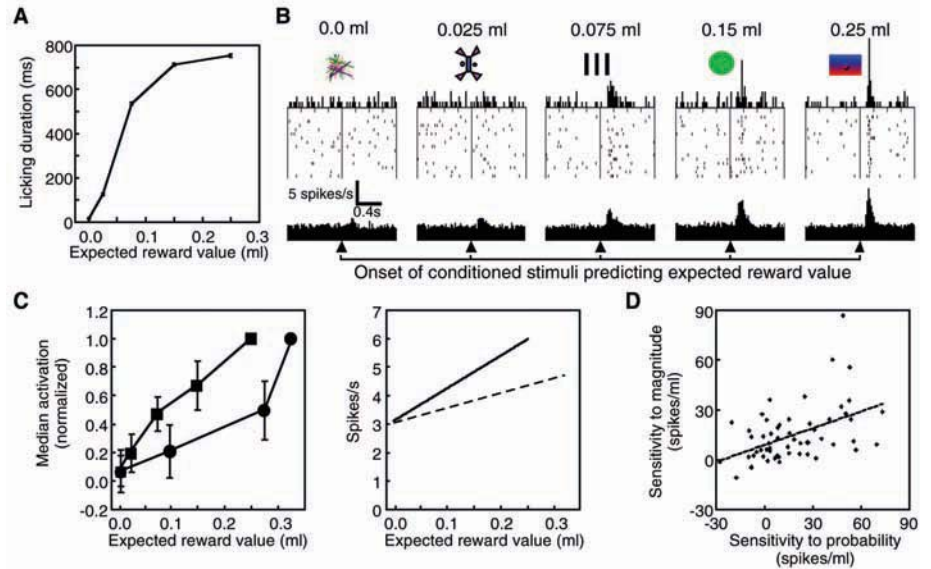 A
Licking duration (ms)
800
600
400
200
0
0.0 0.1 0.2 0.3
Expected reward value (ml)
B
0.0 ml 0.025 ml 0.075 ml 0.15 ml 0.25 ml
5 spikes/s
0.4s
Onset of conditioned stimuli predicting expected reward value
C
Median activation
(normalized)
1.2
1.0
0.8
0.6
0.4
0.2
0.0
-0.2
0.0 0.1 0.2 0.3
Expected reward value (ml)
Spikes/s
7
6
5
4
3
2
1
0
0.0 0.1 0.2 0.3
Expected reward value (ml)
D
Sensitivity to magnitude
(spikes/ml)
90
60
30
0
-30
-30 0 30 60 90
Sensitivity to probability
(spikes/ml)